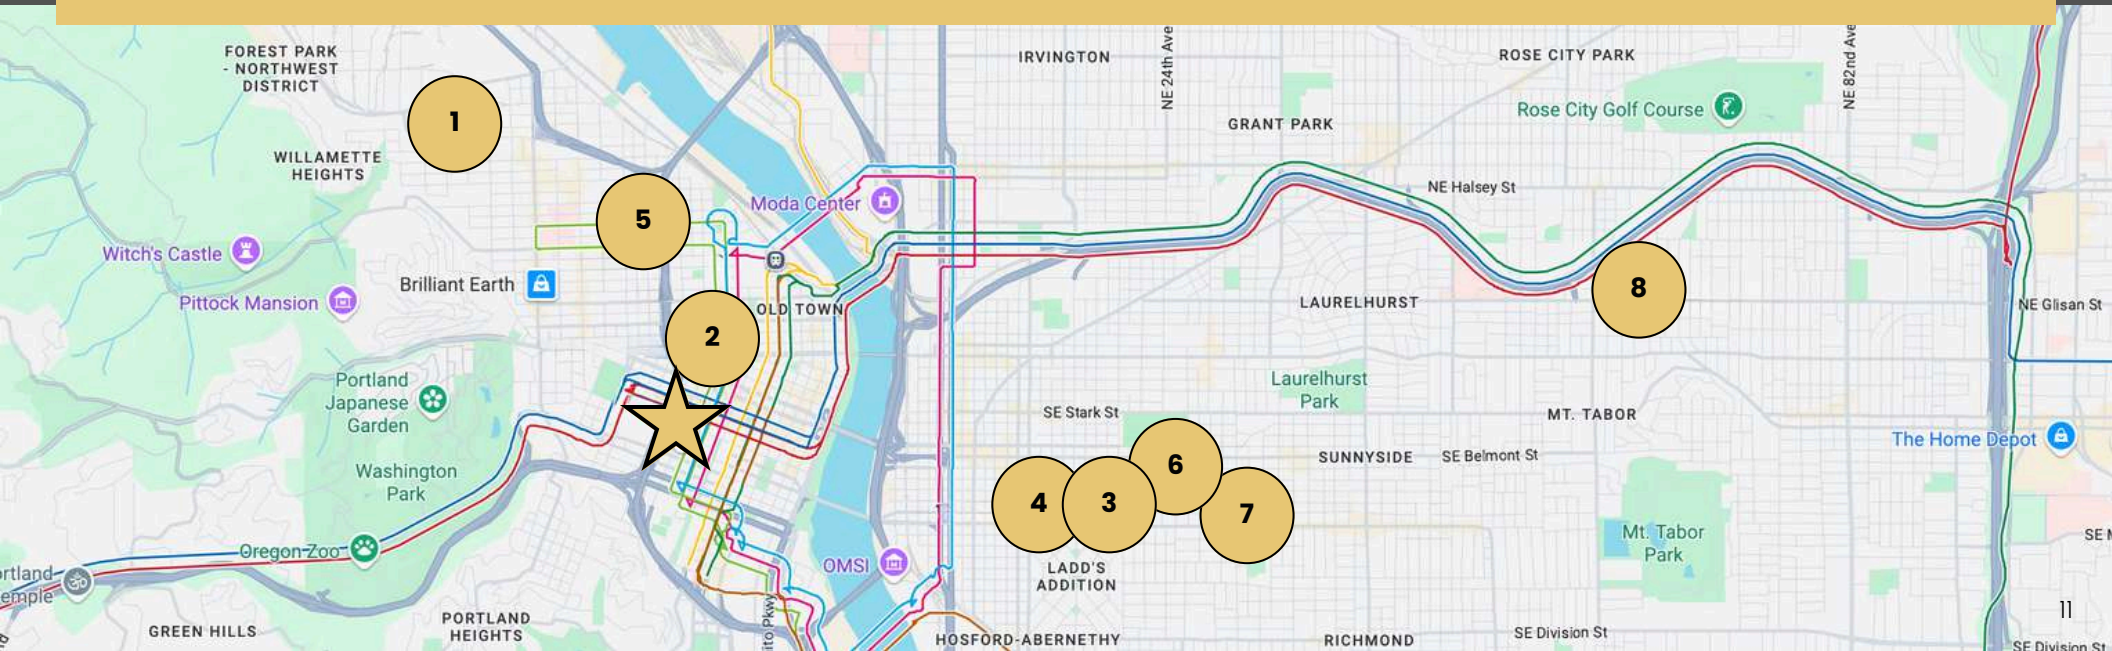 FOREST PARK
- NORTHWEST
DISTRICT
IRVINGTON
NE 24th Ave
ROSE CITY PARK
NE 82nd Ave
1
Rose City Golf Course
GRANT PARK
WILLAMETTE
HEIGHTS
NE Halsey St
Moda Center
5
Witch's Castle
Brilliant Earth
8
Pittock Mansion
LAURELHURST
NE Glisan St
OLD TOWN
2
Portland
Japanese
Garden
Laurelhurst
Park
SE Stark St
MT. TABOR
The Home Depot
SUNNYSIDE
SE Belmont St
6
Washington
Park
4
3
7
Mt. Tabor
Park
SE
Oregon Zoo
OMSI
LADD'S
ADDITION
rtland
emple
11
PORTLAND
HEIGHTS
GREEN HILLS
ito Pkwy
HOSFORD-ABERNETHY
RICHMOND
SE Division St
SE Division St